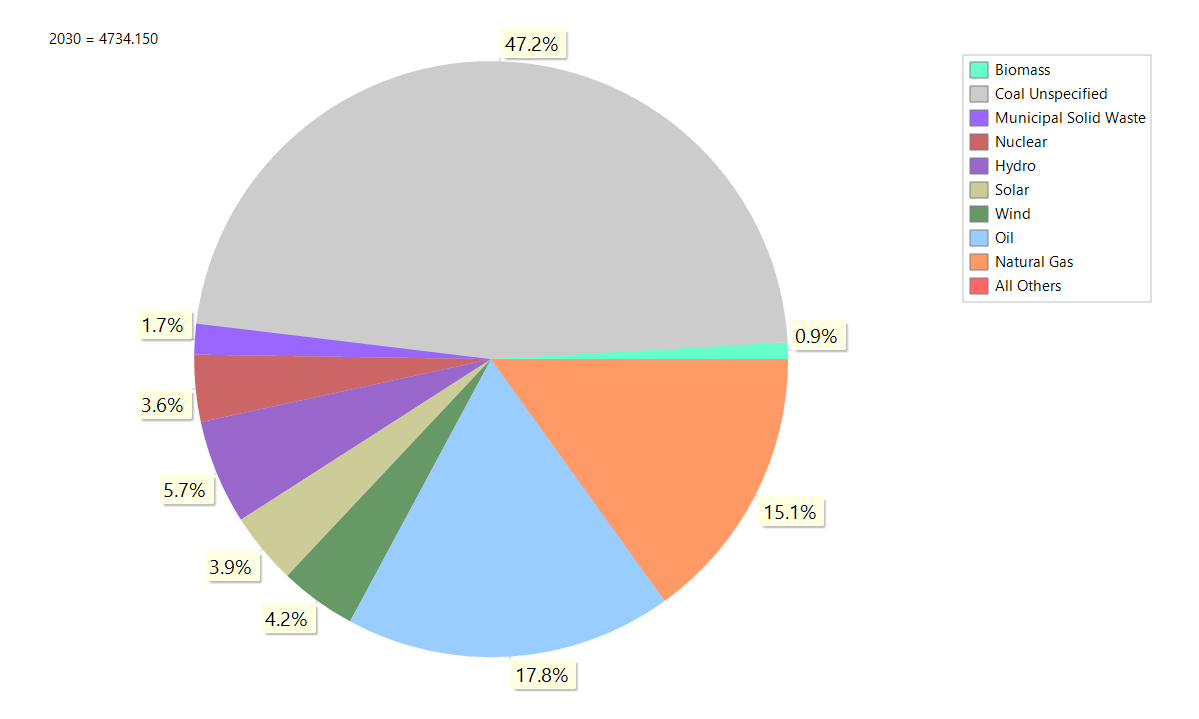 2030 = 4734.150
47.2%
Biomass
Coal Unspecified
Municipal Solid Waste
Nuclear
Hydro
Solar
Wind
Oil
Natural Gas
All Others
1.7%
0.9%
3.6%
5.7%
15.1%
3.9%
4.2%
17.8%